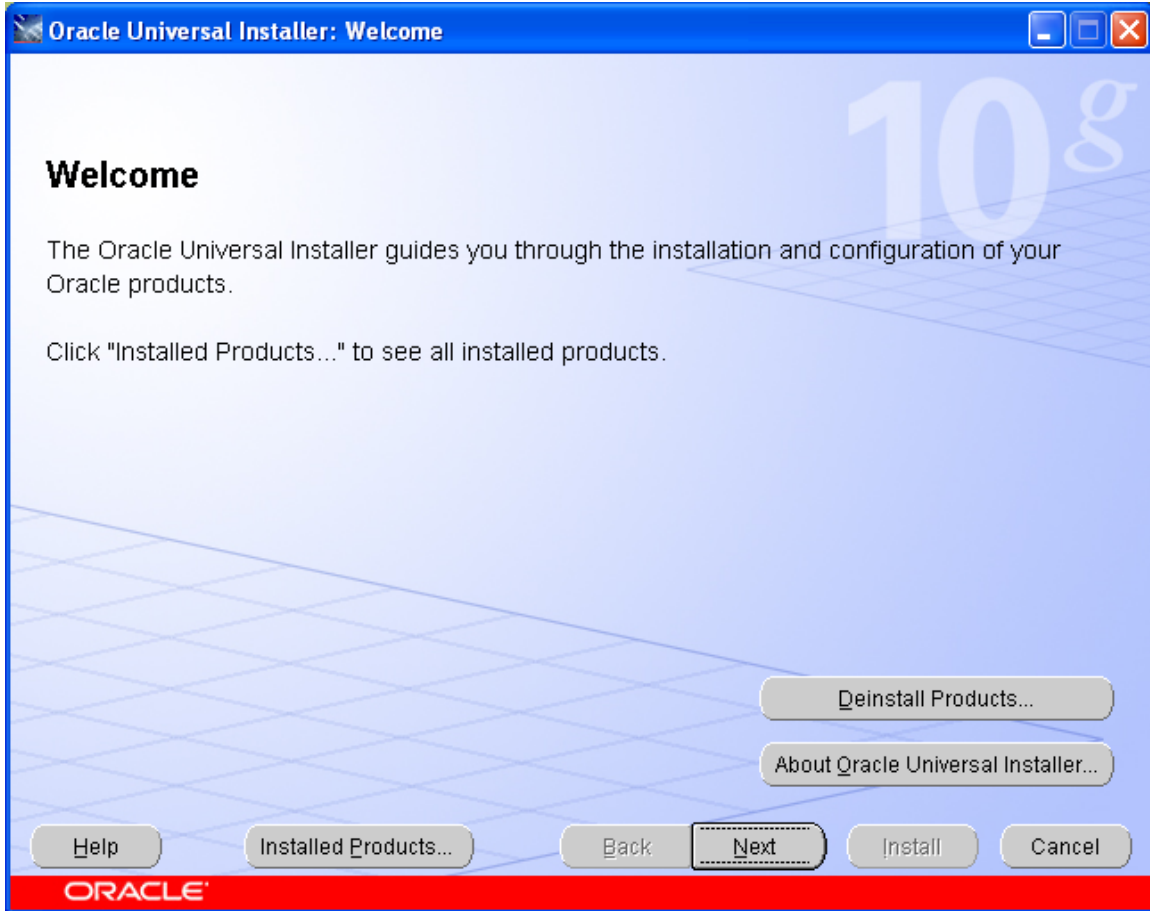 Oracle Universal Installer: Welcome
10g
Welcome
The Oracle Universal Installer guides you through the installation and configuration of your
Oracle products.
Click "Installed Products..." to see all installed products.
Deinstall Products...
About Oracle Universal Installer...
Help Installed Products... Back Next Install Cancel
ORACLE